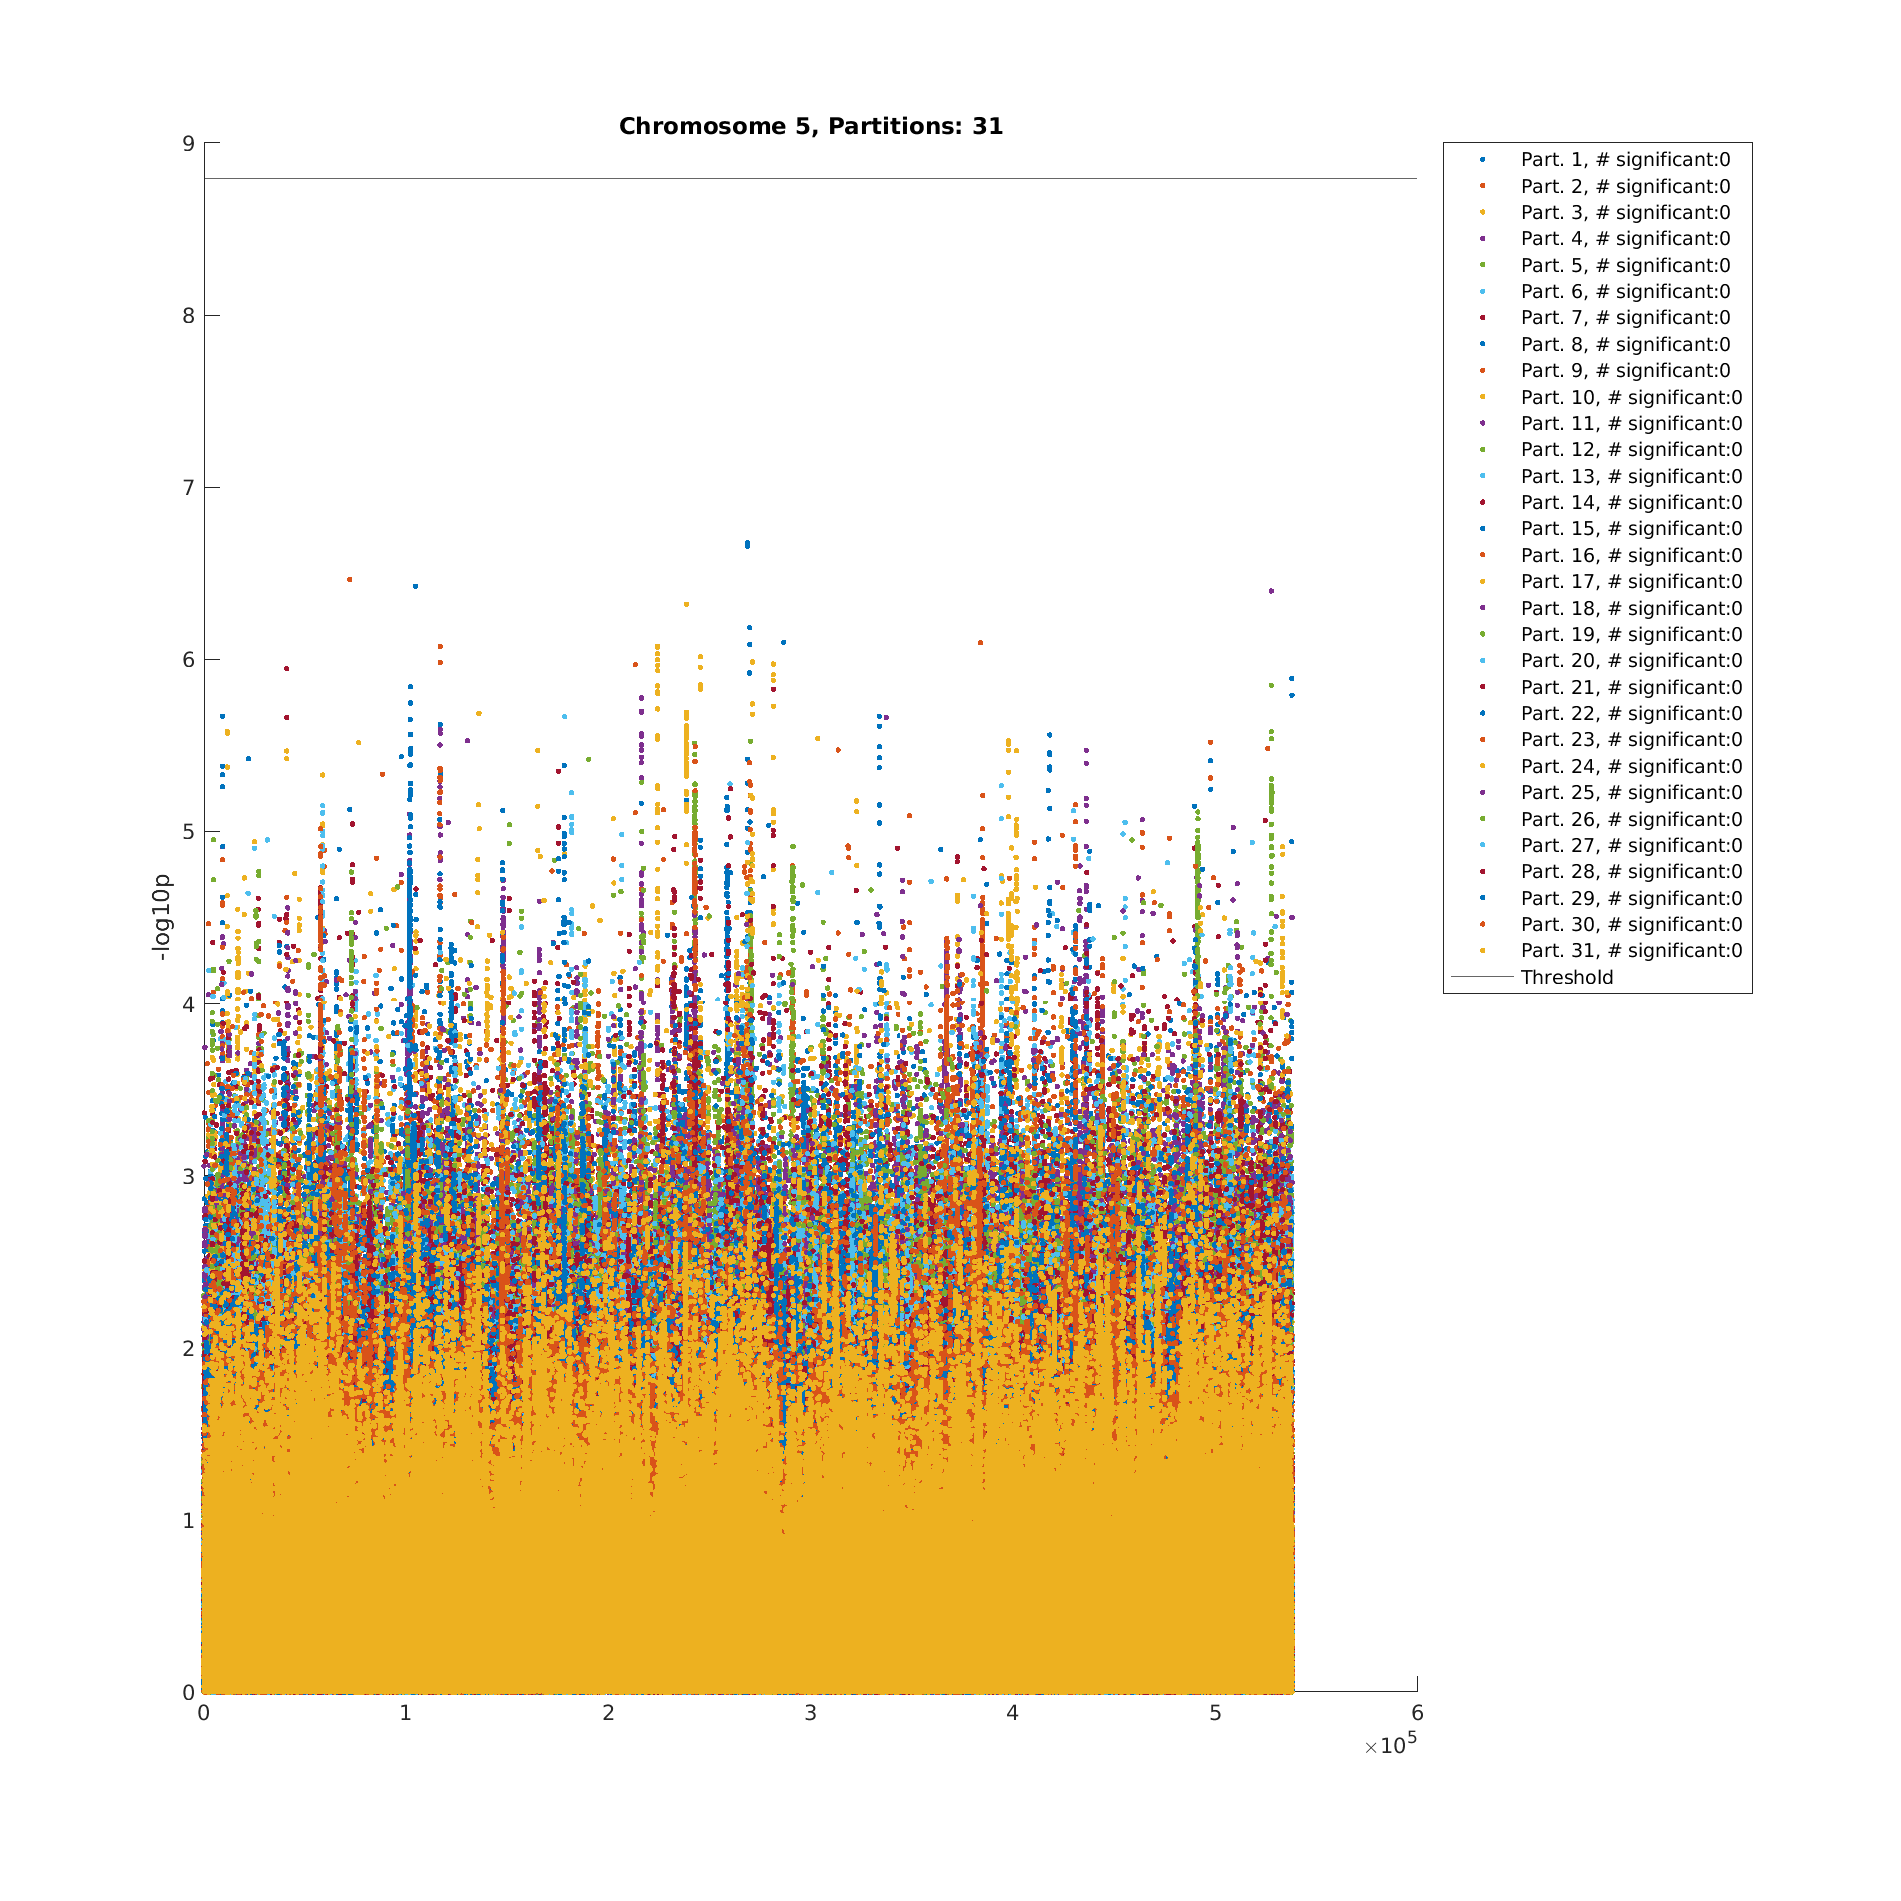 Chromosome 5, Partitions: 31
9
8
7
6
5
4
3
2
1
0
-log10p
0 1 2 3 4 5 6
×10^5
Part. 1, # significant:0
Part. 2, # significant:0
Part. 3, # significant:0
Part. 4, # significant:0
Part. 5, # significant:0
Part. 6, # significant:0
Part. 7, # significant:0
Part. 8, # significant:0
Part. 9, # significant:0
Part. 10, # significant:0
Part. 11, # significant:0
Part. 12, # significant:0
Part. 13, # significant:0
Part. 14, # significant:0
Part. 15, # significant:0
Part. 16, # significant:0
Part. 17, # significant:0
Part. 18, # significant:0
Part. 19, # significant:0
Part. 20, # significant:0
Part. 21, # significant:0
Part. 22, # significant:0
Part. 23, # significant:0
Part. 24, # significant:0
Part. 25, # significant:0
Part. 26, # significant:0
Part. 27, # significant:0
Part. 28, # significant:0
Part. 29, # significant:0
Part. 30, # significant:0
Part. 31, # significant:0
Threshold